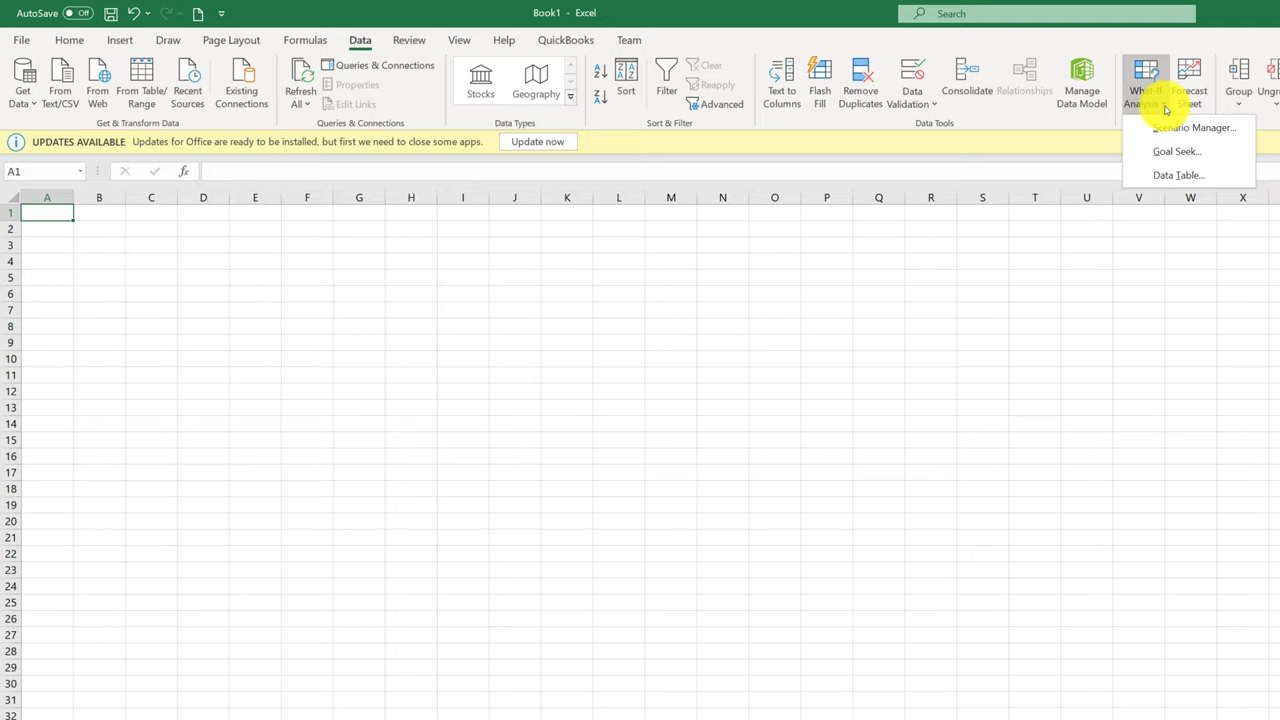 AutoSave Off
Book1 - Excel
Search
File Home Insert Draw Page Layout Formulas Data Review View Help QuickBooks Team
Get Data
From Text/CSV
From Web
From Table/ Range
Recent Sources
Existing Connections
Get & Transform Data
Refresh All
Queries & Connections
Properties
Edit Links
Queries & Connections
Stocks
Geography
Data Types
Sort
Filter
Clear
Reapply
Advanced
Sort & Filter
Text to Columns
Flash Fill
Remove Duplicates
Data Validation
Consolidate
Relationships
Manage Data Model
Data Tools
What-If Analysis
Forecast Sheet
Group
Scenario Manager...
Goal Seek...
Data Table...
UPDATES AVAILABLE Updates for Office are ready to be installed, but first we need to close some apps. Update now
A1 fx
A B C D E F G H I J K L M N O P Q R S T U V W X
1
2
3
4
5
6
7
8
9
10
11
12
13
14
15
16
17
18
19
20
21
22
23
24
25
26
27
28
29
30
31
32